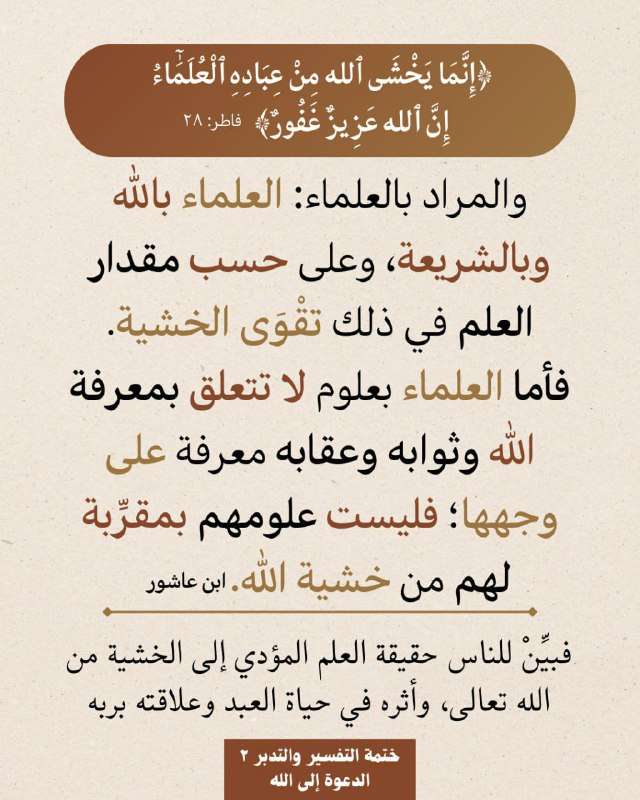 ﴿إِنَّمَا يَخْشَى ٱلله مِنْ عِبَادِهِ ٱلْعُلَمَٰٓاءُ
إِنَّ ٱلله عَزِيزٌ غَفُورٌ﴾ فاطر: ٢٨
والمراد بالعلماء: العلماء بالله
وبالشريعة، وعلى حسب مقدار
العلم في ذلك تقْوَى الخشية.
فأما العلماء بعلوم لا تتعلق بمعرفة
الله وثوابه وعقابه معرفة على
وجهها؛ فليست علومهم بمقرِّبة
لهم من خشية الله. ابن عاشور
فبيِّنْ للناس حقيقة العلم المؤدي إلى الخشية من
الله تعالى، وأثره في حياة العبد وعلاقته بربه
ختمة التفسير والتدبر ٢
الدعوة إلى الله